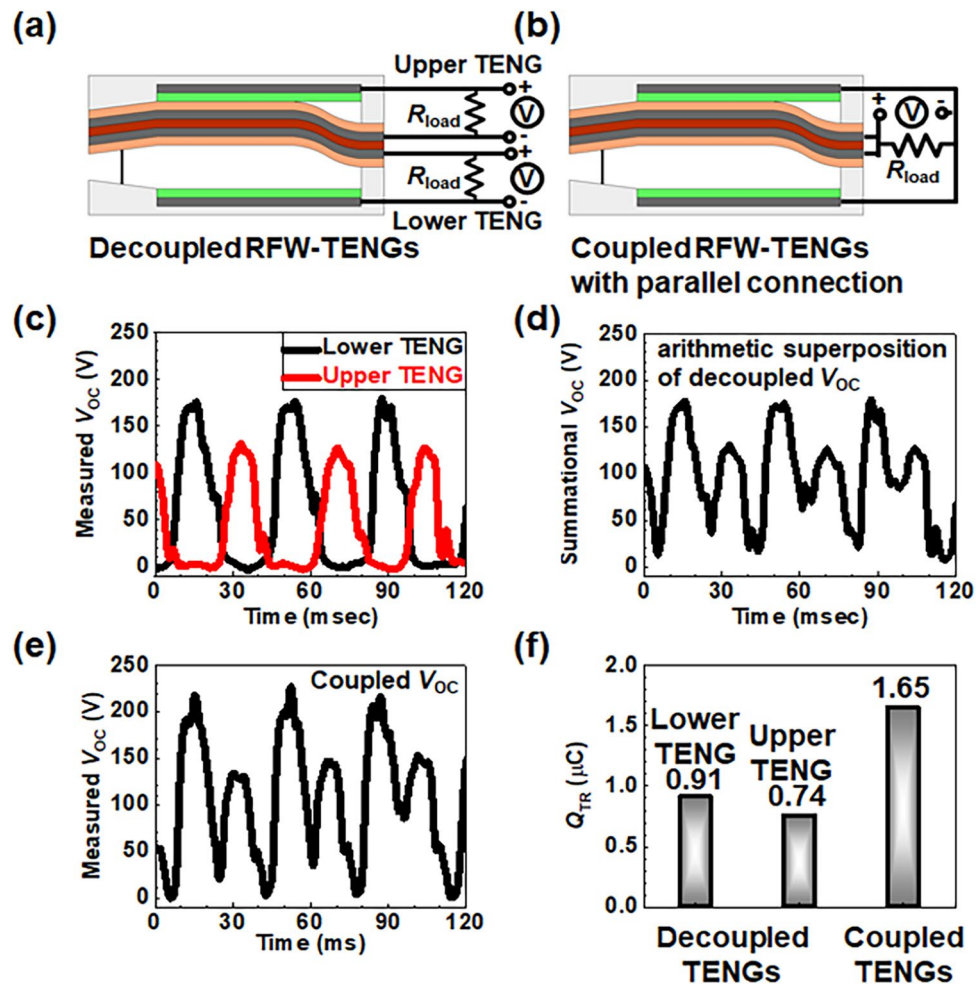 (a)
Upper TENG
+
V
Rload
-
+
V
Rload
-
Lower TENG
Decoupled RFW-TENGs
(b)
+
V
-
Rload
Coupled RFW-TENGs
with parallel connection
(c)
Measured VOC (V)
250
200
150
100
50
0
Lower TENG
Upper TENG
0 30 60 90 120
Time (msec)
(d)
Summational VOC (V)
250
200
150
100
50
0
arithmetic superposition
of decoupled VOC
0 30 60 90 120
Time (msec)
(e)
Measured VOC (V)
250
200
150
100
50
0
Coupled VOC
0 30 60 90 120
Time (ms)
(f)
QTR (μC)
2.0
1.5
1.0
0.5
0.0
Lower
TENG
0.91
Upper
TENG
0.74
1.65
Decoupled
TENGs
Coupled
TENGs